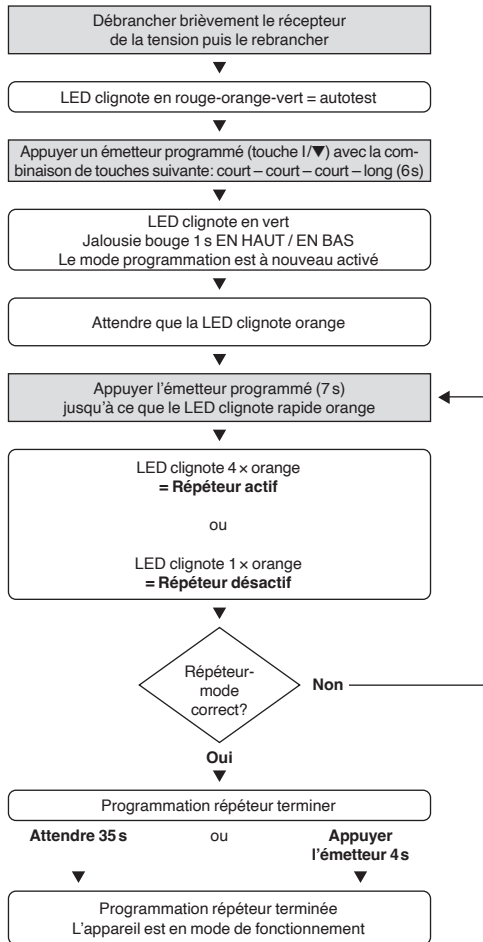 Débrancher brièvement le récepteur
de la tension puis le rebrancher
▼
LED clignote en rouge-orange-vert = autotest
▼
Appuyer un émetteur programmé (touche I/▼) avec la com-
binaison de touches suivante: court – court – court – long (6 s)
▼
LED clignote en vert
Jalousie bouge 1 s EN HAUT / EN BAS
Le mode programmation est à nouveau activé
▼
Attendre que la LED clignote orange
▼
Appuyer l'émetteur programmé (7 s)
jusqu'à ce que le LED clignote rapide orange
▼
LED clignote 4 × orange
= Répéteur actif
ou
LED clignote 1 × orange
= Répéteur désactif
▼
Répéteur-
mode
correct?
Non
Oui
▼
Programmation répéteur terminer
Attendre 35 s ou Appuyer
l'émetteur 4 s
▼ ▼
Programmation répéteur terminée
L'appareil est en mode de fonctionnement